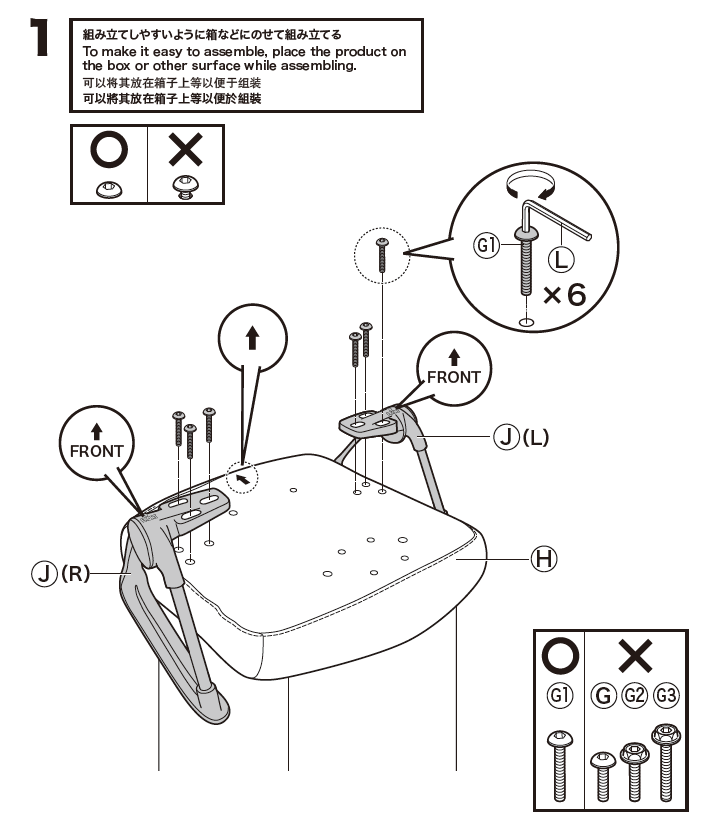 1
組み立てしやすいように箱などにのせて組み立てる
To make it easy to assemble, place the product on
the box or other surface while assembling.
可以将其放在箱子上等以便于组装
可以將其放在箱子上等以便於組裝
G1
L
×6
FRONT
FRONT
J (L)
J (R)
H
G1 G G2 G3